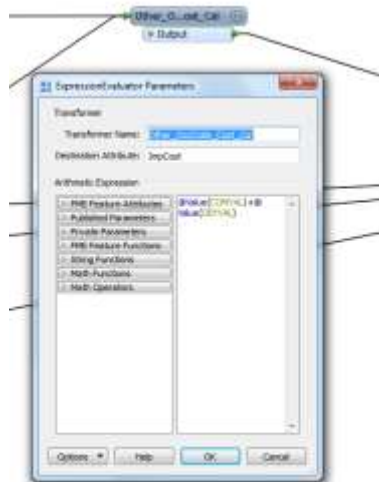 Output
ExpressionEvaluator Parameters
Transformer
Transformer Name:
Destination Attribute: ImpCost
Arithmetic Expression
FME Feature Attributes
Published Parameters
Private Parameters
FME Feature Functions
String Functions
Math Functions
Math Operators
Options Help OK Cancel